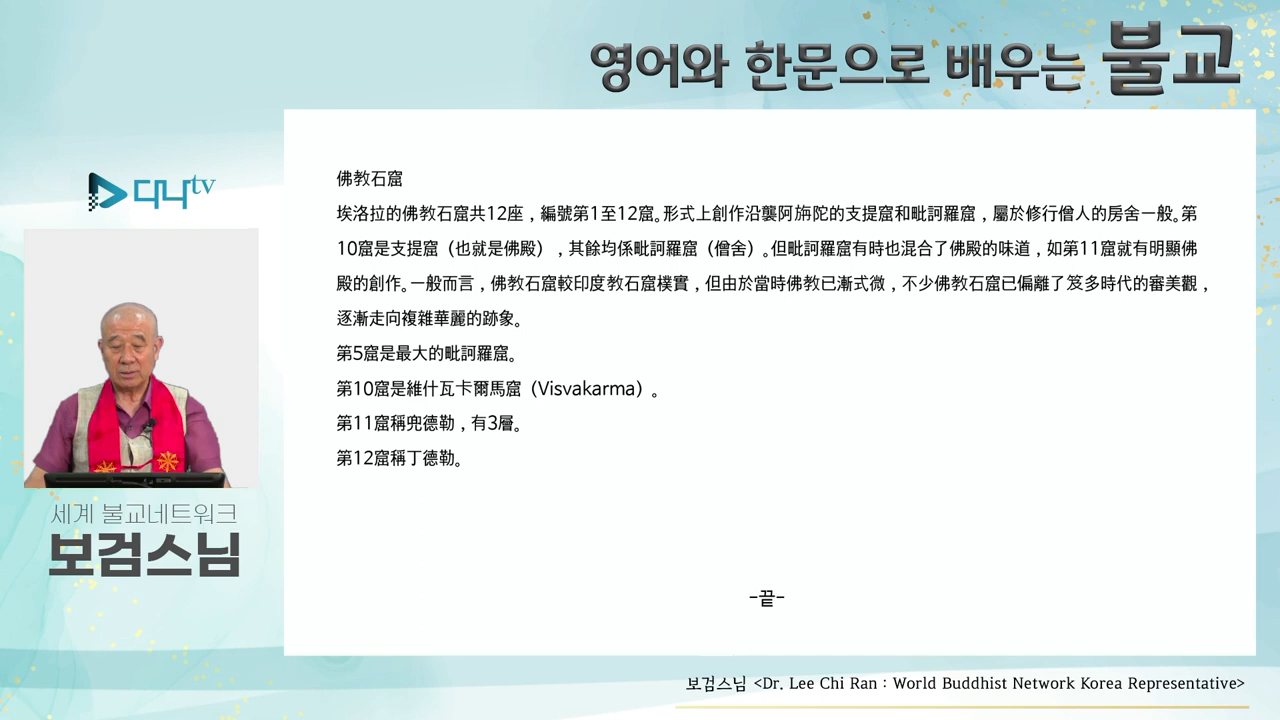 영어와 한문으로 배우는 불교
디나tv
佛教石窟
埃洛拉的佛教石窟共12座，編號第1至12窟。形式上創作沿襲阿旃陀的支提窟和毗訶羅窟，屬於修行僧人的房舍一般。第
10窟是支提窟（也就是佛殿），其餘均係毗訶羅窟（僧舍）。但毗訶羅窟有時也混合了佛殿的味道，如第11窟就有明顯佛
殿的創作。一般而言，佛教石窟較印度教石窟樸實，但由於當時佛教已漸式微，不少佛教石窟已偏離了笈多時代的審美觀，
逐漸走向複雜華麗的跡象。
第5窟是最大的毗訶羅窟。
第10窟是維什瓦卡爾馬窟（Visvakarma）。
第11窟稱兜德勒，有3層。
第12窟稱丁德勒。
-끝-
세계 불교네트워크
보검스님
보검스님 <Dr. Lee Chi Ran : World Buddhist Network Korea Representative>